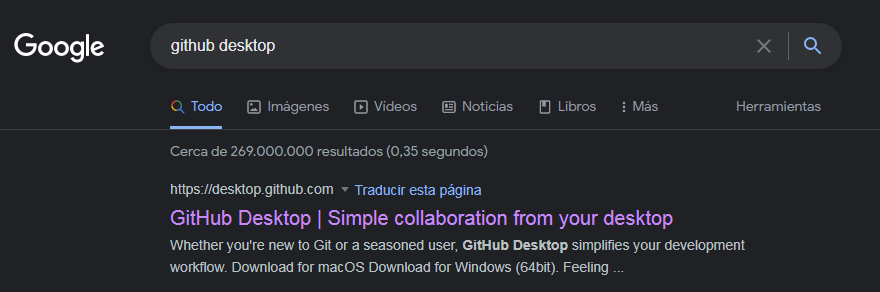 Google
github desktop
Todo Imágenes Vídeos Noticias Libros Más Herramientas
Cerca de 269.000.000 resultados (0,35 segundos)
https://desktop.github.com Traducir esta página
GitHub Desktop | Simple collaboration from your desktop
Whether you're new to Git or a seasoned user, GitHub Desktop simplifies your development
workflow. Download for macOS Download for Windows (64bit). Feeling ...